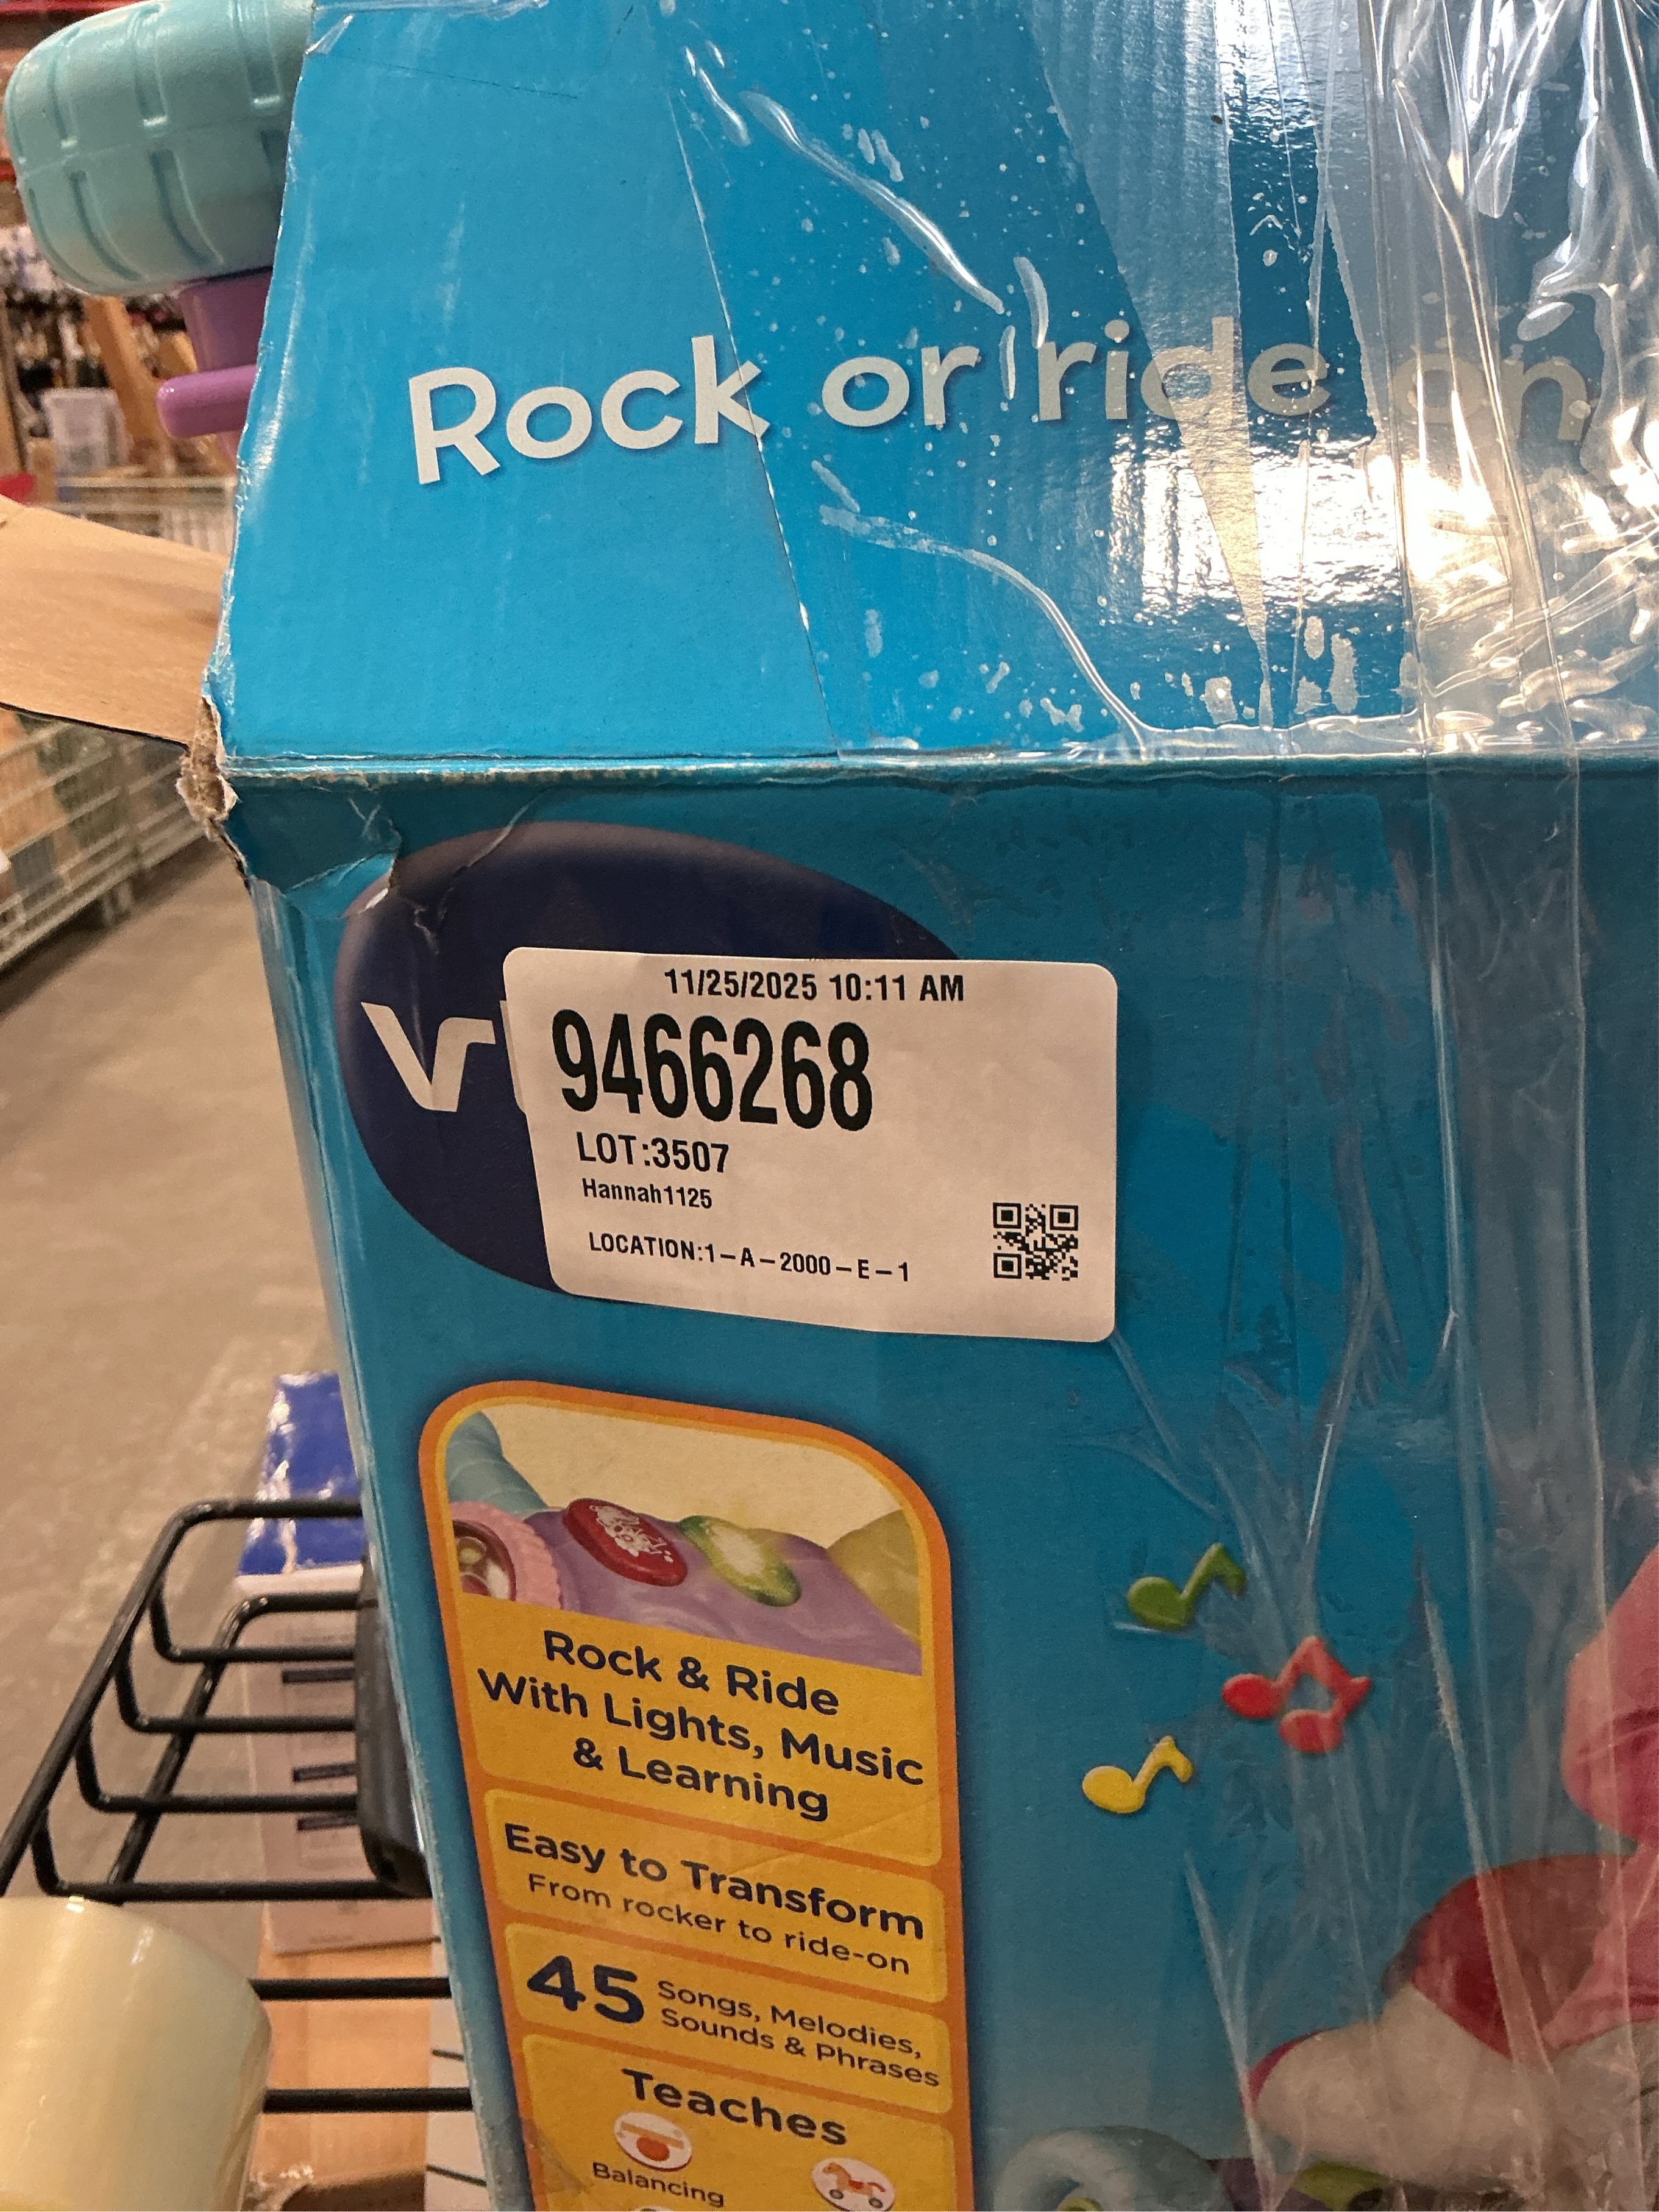 Rock or ride on
11/25/2025 10:11 AM
9466268
LOT:3507
Hannah1125
LOCATION:1-A-2000-E-1
Rock & Ride
With Lights, Music
& Learning
Easy to Transform
From rocker to ride-on
45 Songs, Melodies,
Sounds & Phrases
Teaches
Balancing